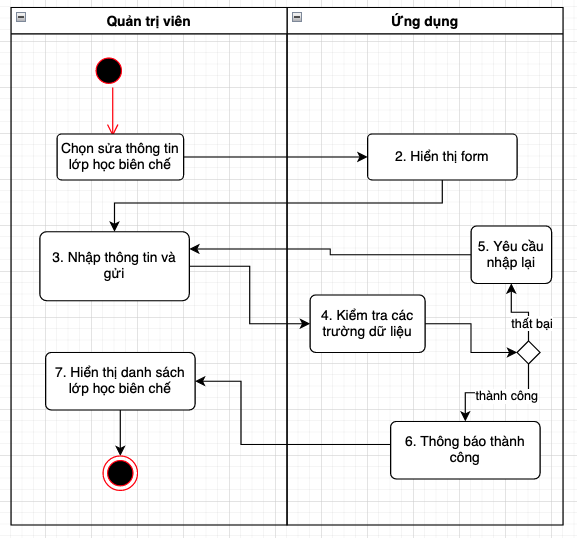 Quản trị viên
Ứng dụng
Chọn sửa thông tin
lớp học biên chế
2. Hiển thị form
3. Nhập thông tin và
gửi
5. Yêu cầu
nhập lại
4. Kiểm tra các
trường dữ liệu
thất bại
7. Hiển thị danh sách
lớp học biên chế
thành công
6. Thông báo thành
công